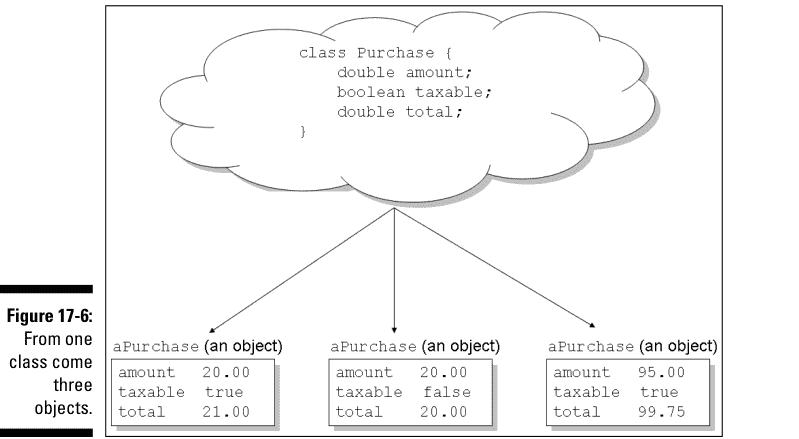 class Purchase {
double amount;
boolean taxable;
double total;
}
Figure 17-6:
From one
class come
three
objects.
aPurchase (an object)
amount 20.00
taxable true
total 21.00
aPurchase (an object)
amount 20.00
taxable false
total 20.00
aPurchase (an object)
amount 95.00
taxable true
total 99.75